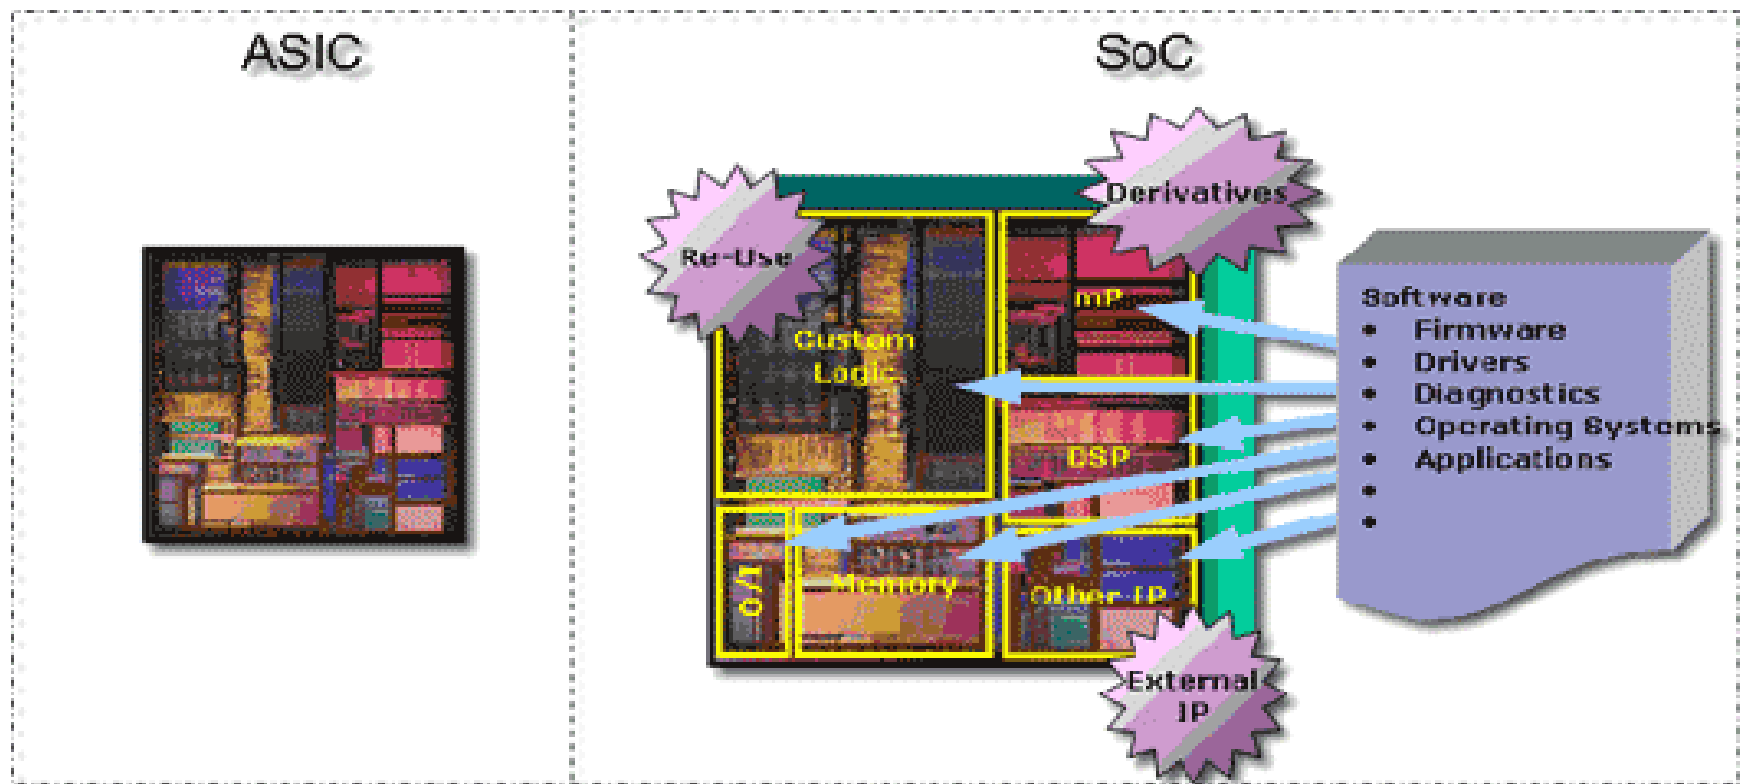 ASIC
SoC
Derivatives
Re-Use
mP
Custom
Logic
DSP
I/O
Memory
Other IP
External
IP
Software
• Firmware
• Drivers
• Diagnostics
• Operating Systems
• Applications
•
•